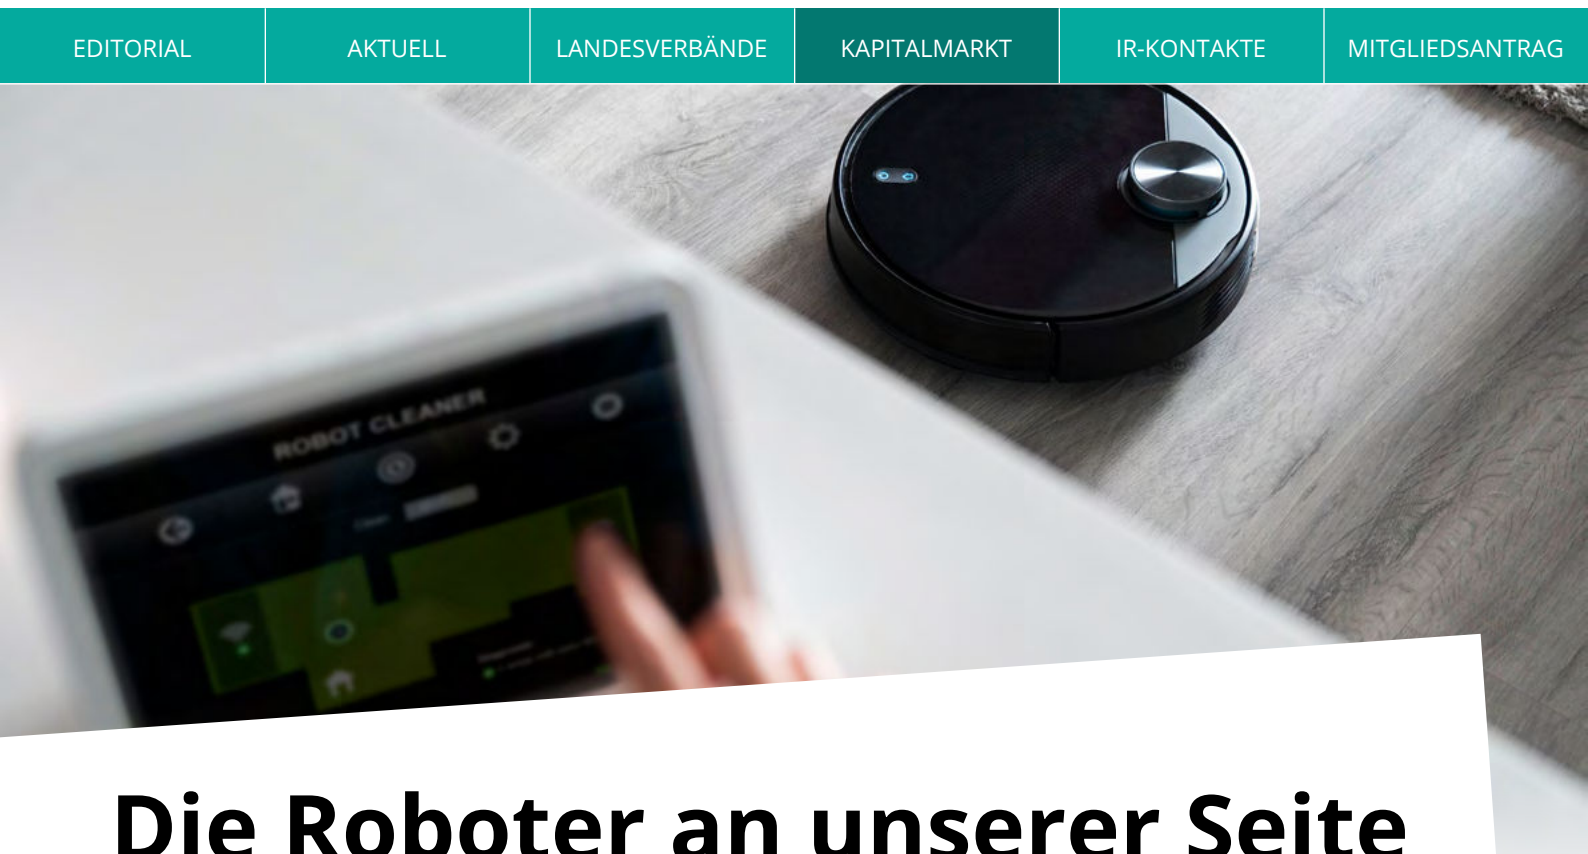 EDITORIAL
AKTUELL
LANDESVERBÄNDE
KAPITALMARKT
IR-KONTAKTE
MITGLIEDSANTRAG
ROBOT CLEANER
Die Roboter an unserer Seite